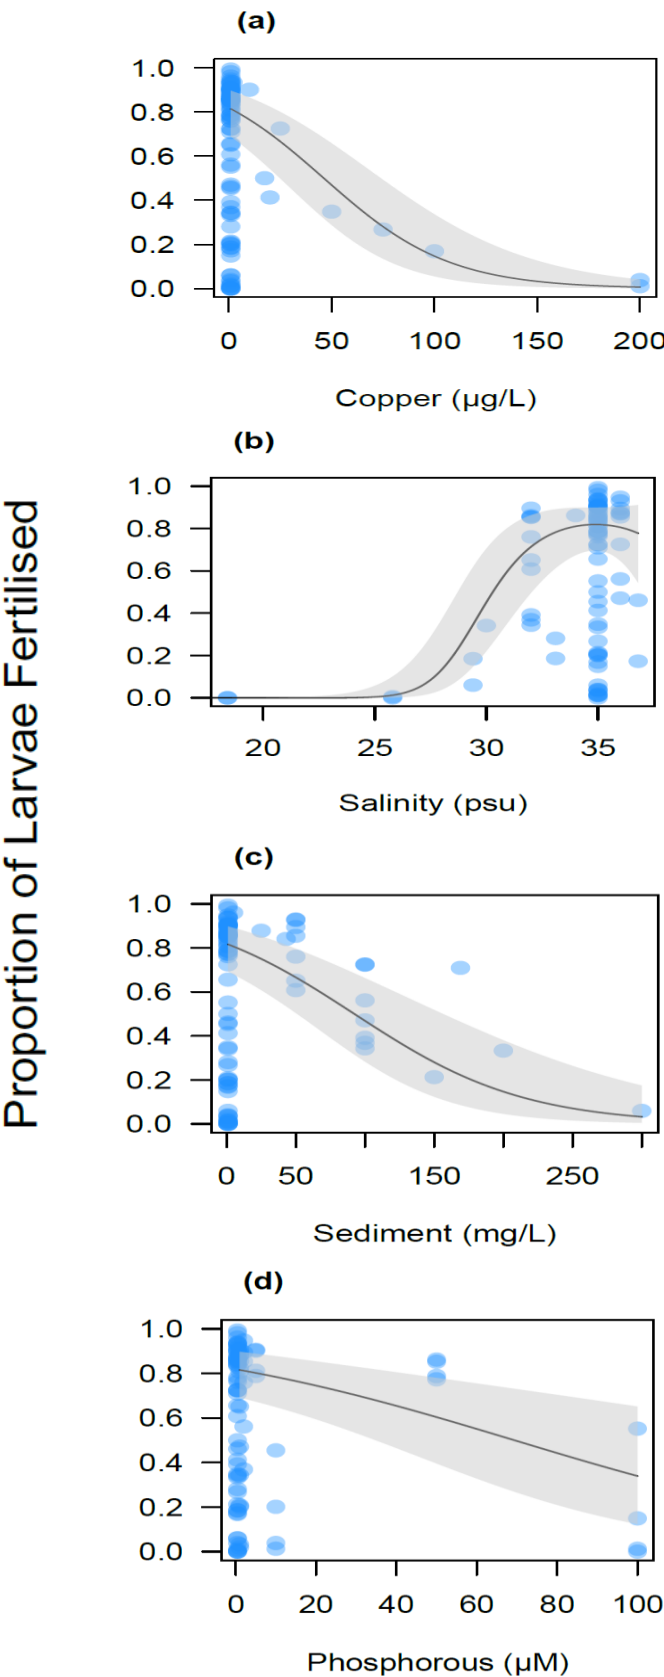 Proportion of Larvae Fertilised
(a)
1.0
0.8
0.6
0.4
0.2
0.0
0 50 100 150 200
Copper (µg/L)
(b)
1.0
0.8
0.6
0.4
0.2
0.0
20 25 30 35
Salinity (psu)
(c)
1.0
0.8
0.6
0.4
0.2
0.0
0 50 150 250
Sediment (mg/L)
(d)
1.0
0.8
0.6
0.4
0.2
0.0
0 20 40 60 80 100
Phosphorous (µM)